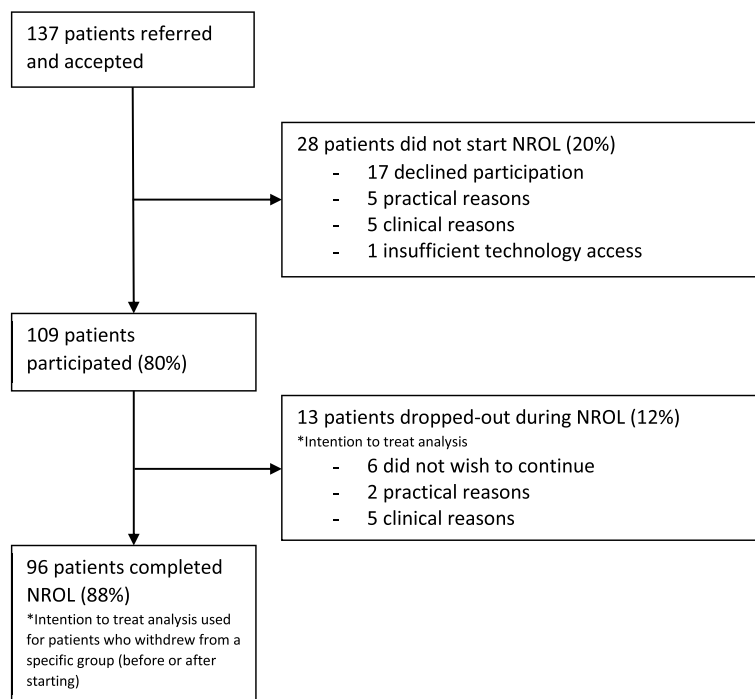 137 patients referred
and accepted
28 patients did not start NROL (20%)
- 17 declined participation
- 5 practical reasons
- 5 clinical reasons
- 1 insufficient technology access
109 patients
participated (80%)
13 patients dropped-out during NROL (12%)
*Intention to treat analysis
- 6 did not wish to continue
- 2 practical reasons
- 5 clinical reasons
96 patients completed
NROL (88%)
*Intention to treat analysis used
for patients who withdrew from a
specific group (before or after
starting)